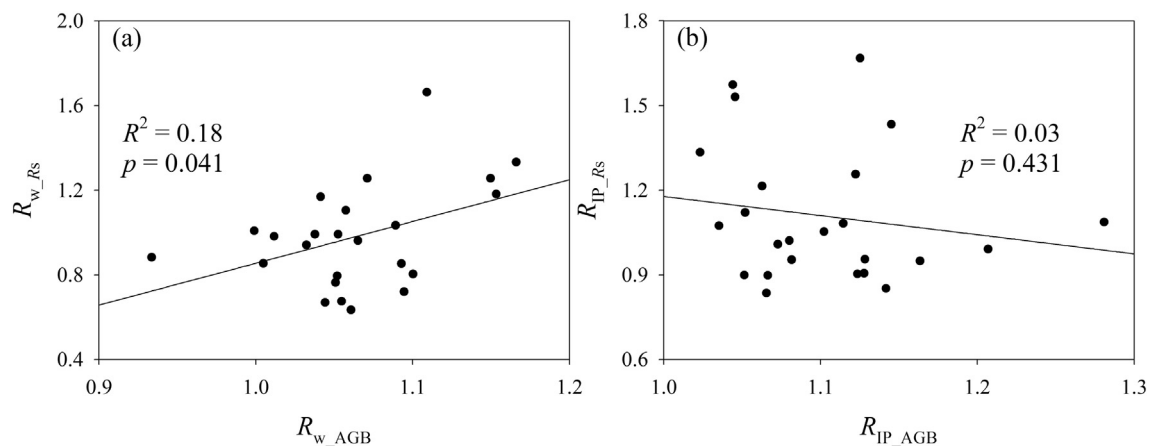 (a)
R² = 0.18
p = 0.041
2.0
1.6
1.2
0.8
0.4
R_w_Rs
0.9 1.0 1.1 1.2
R_w_AGB
(b)
R² = 0.03
p = 0.431
1.8
1.5
1.2
0.9
0.6
R_IP_Rs
1.0 1.1 1.2 1.3
R_IP_AGB